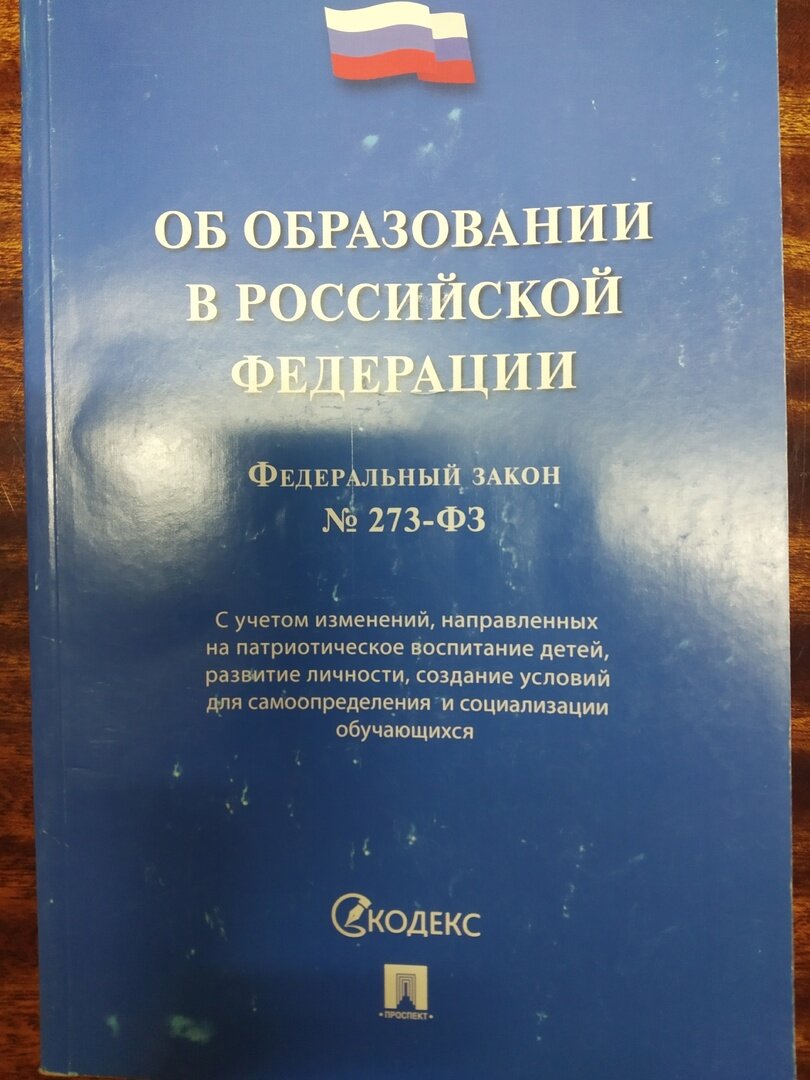 ОБ ОБРАЗОВАНИИ
В РОССИЙСКОЙ
ФЕДЕРАЦИИ
ФЕДЕРАЛЬНЫЙ ЗАКОН
№ 273-ФЗ
С учетом изменений, направленных
на патриотическое воспитание детей,
развитие личности, создание условий
для самоопределения и социализации
обучающихся
КОДЕКС
• ПРОСПЕКТ •